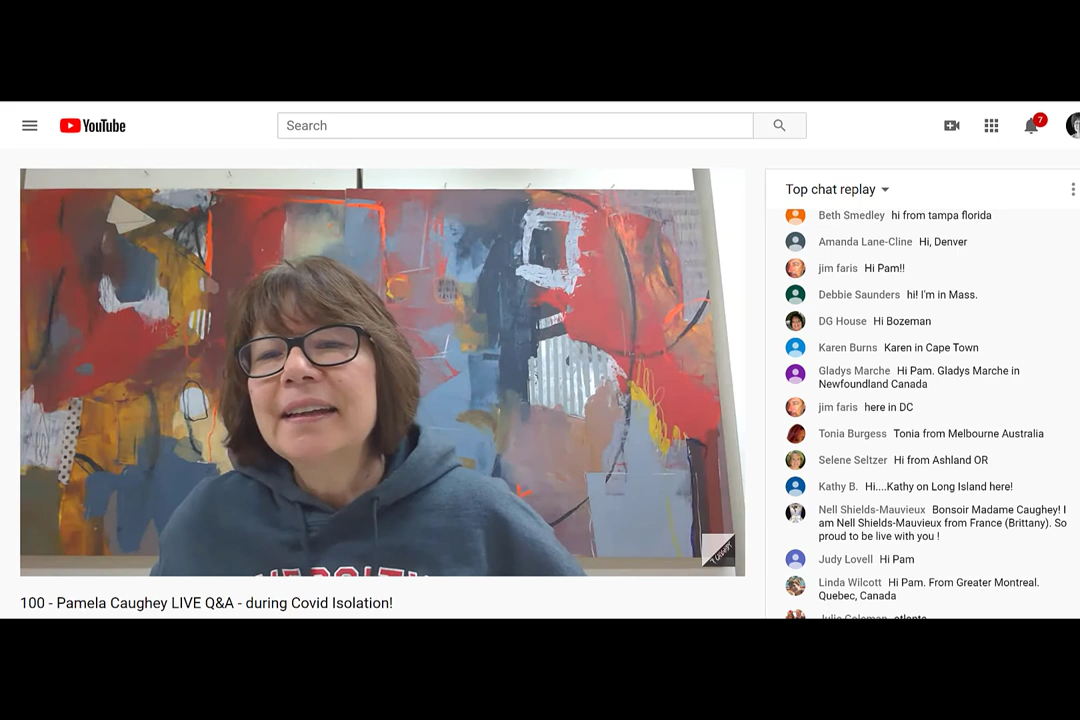 YouTube
Search
7
Top chat replay
Beth Smedley hi from tampa florida
Amanda Lane-Cline Hi, Denver
jim faris Hi Pam!!
Debbie Saunders hi! I'm in Mass.
DG House Hi Bozeman
Karen Burns Karen in Cape Town
Gladys Marche Hi Pam. Gladys Marche in
Newfoundland Canada
jim faris here in DC
Tonia Burgess Tonia from Melbourne Australia
Selene Seltzer Hi from Ashland OR
Kathy B. Hi....Kathy on Long Island here!
Nell Shields-Mauvieux Bonsoir Madame Caughey! I
am Nell Shields-Mauvieux from France (Brittany). So
proud to be live with you !
Judy Lovell Hi Pam
Linda Wilcott Hi Pam. From Greater Montreal.
Quebec, Canada
100 - Pamela Caughey LIVE Q&A - during Covid Isolation!